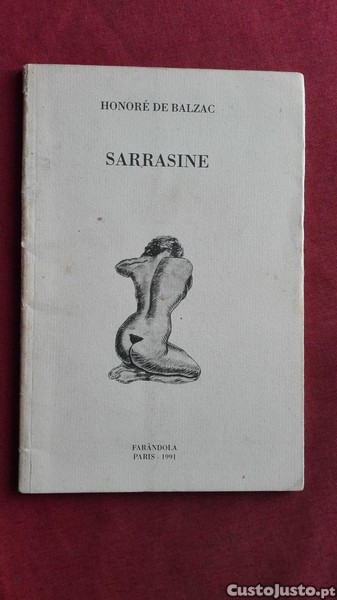 HONORÉ DE BALZAC
SARRASINE
FARÂNDOLA
PARIS - 1991
CustoJusto.pt